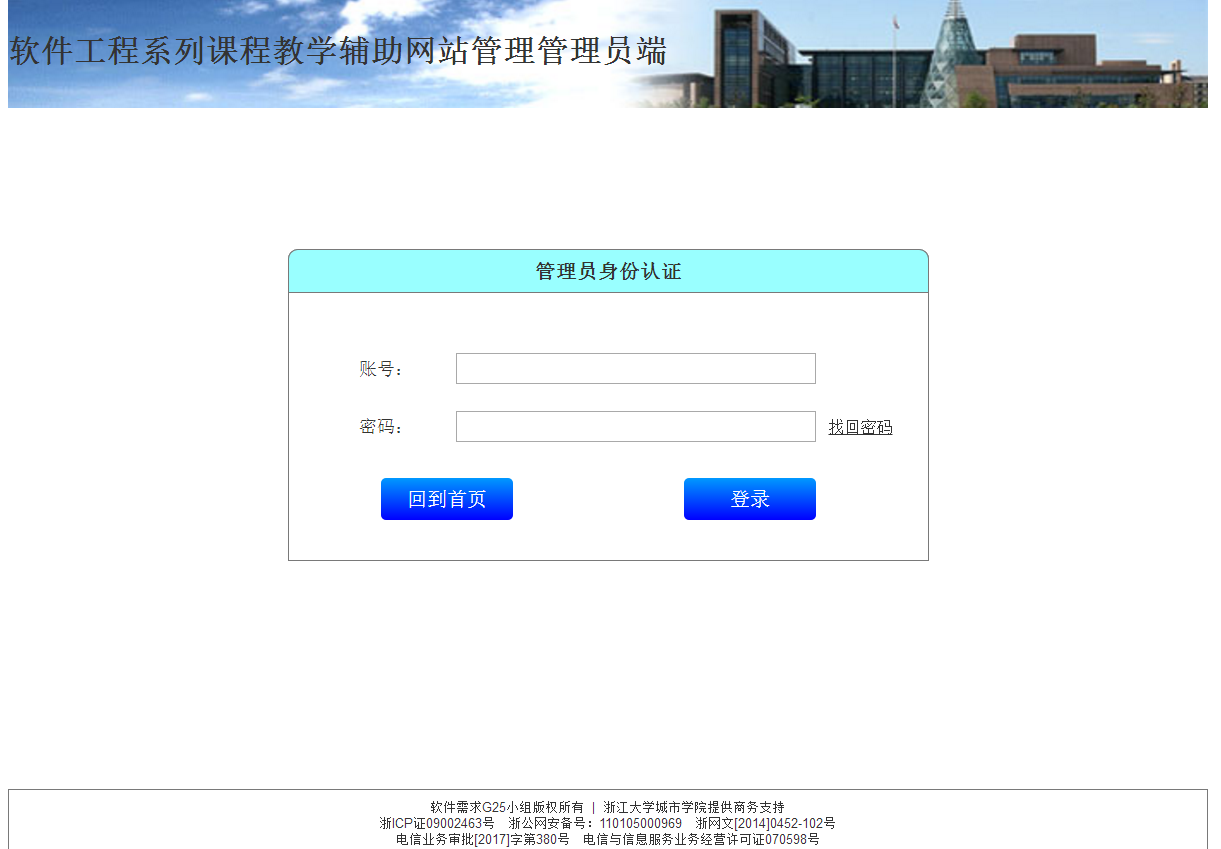 软件工程系列课程教学辅助网站管理管理员端
管理员身份认证
账号：
密码：
找回密码
回到首页
登录
软件需求G25小组版权所有 | 浙江大学城市学院提供商务支持
浙ICP证09002463号 浙公网安备号：110105000969 浙网文[2014]0452-102号
电信业务审批[2017]字第380号 电信与信息服务业务经营许可证070598号